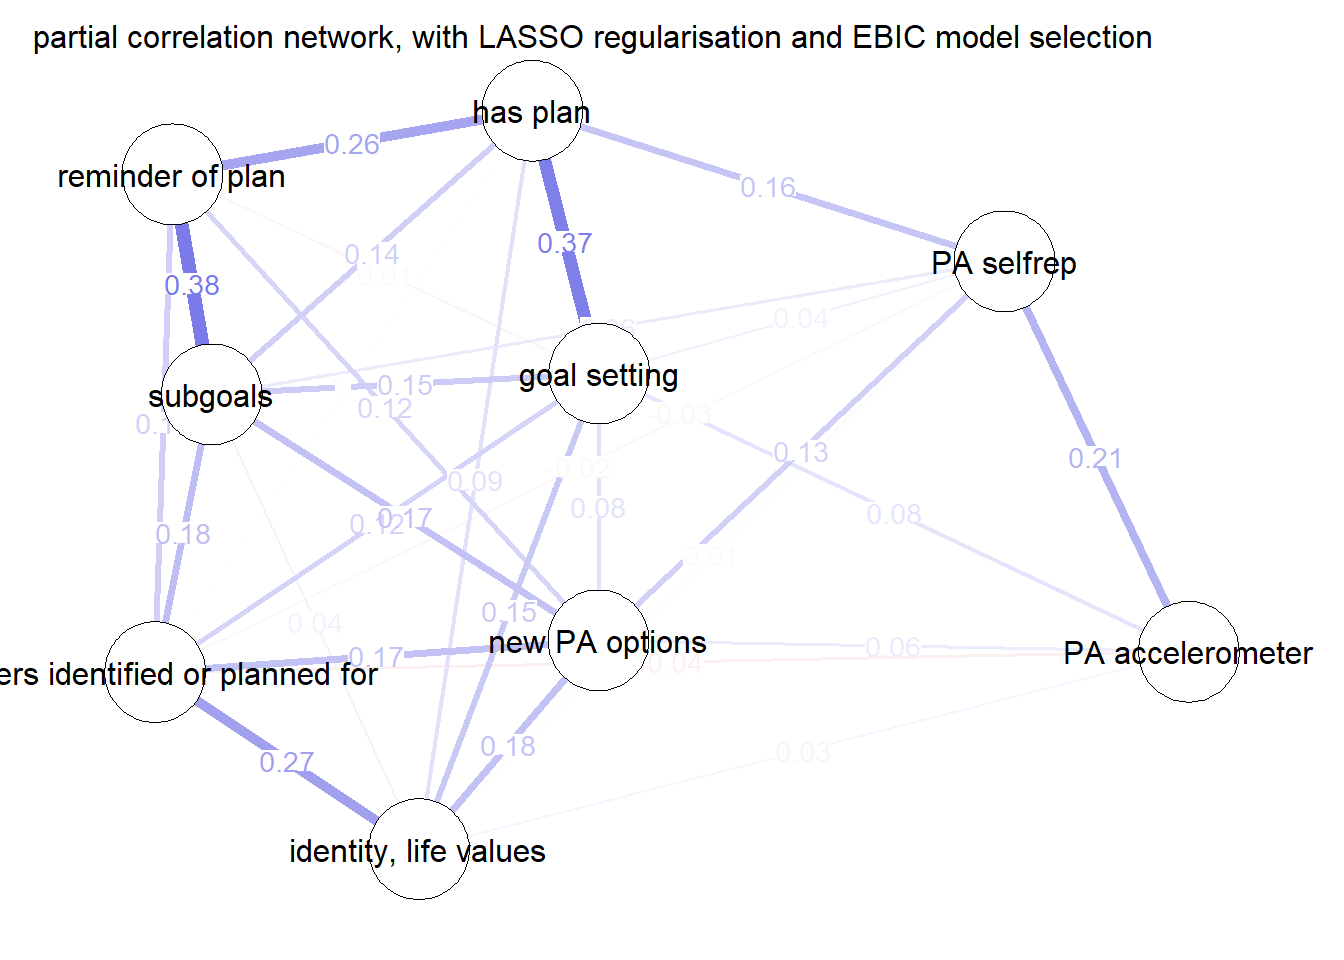 partial correlation network, with LASSO regularisation and EBIC model selection
has plan
0.26
reminder of plan
0.16
0.37
0.14
PA selfrep
0.01
0.38
0.04
goal setting
subgoals
0.15
0.12
-0.03
0.13
0.21
-0.02
0.09
0.08
0.08
0.12
0.17
0.18
0.01
0.15
0.04
new PA options
0.06
PA accelerometer
0.17
0.04
ers identified or planned for
0.18
0.03
0.27
identity, life values